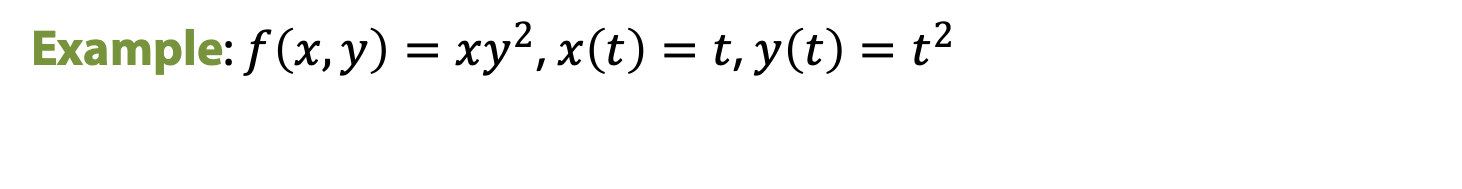 Example: f(x, y) = xy², x(t) = t, y(t) = t²